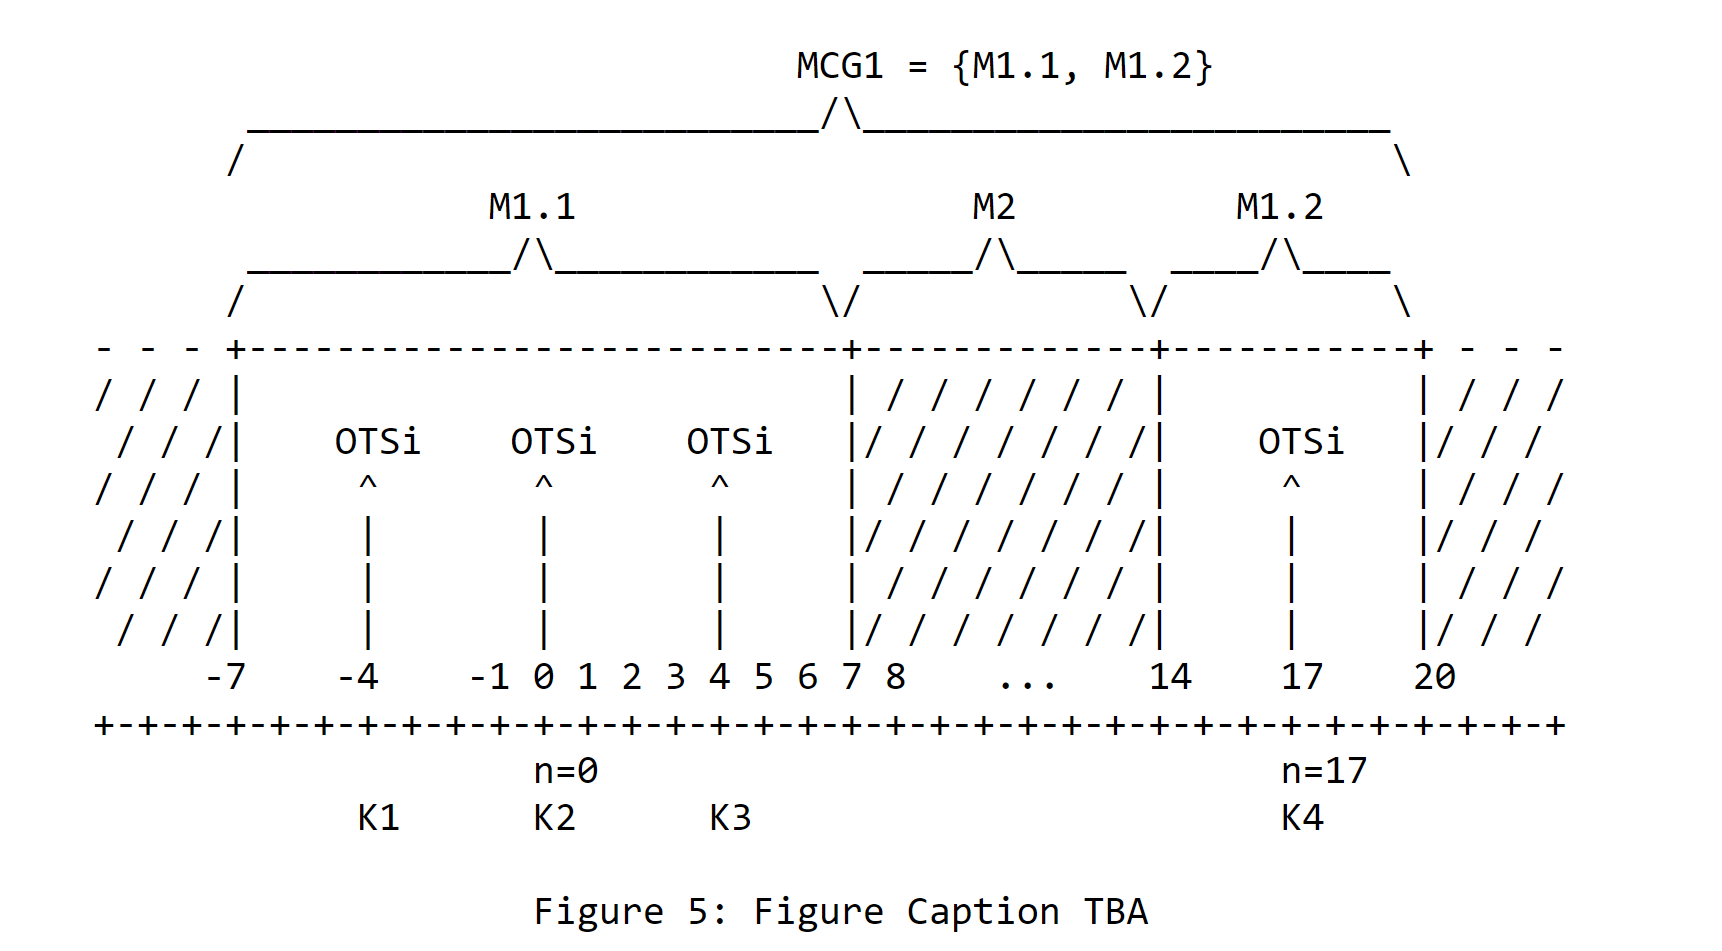 MCG1 = {M1.1, M1.2}
M1.1 M2 M1.2
OTSi OTSi OTSi OTSi
-7 -4 -1 0 1 2 3 4 5 6 7 8 ... 14 17 20
n=0 n=17
K1 K2 K3 K4
Figure 5: Figure Caption TBA